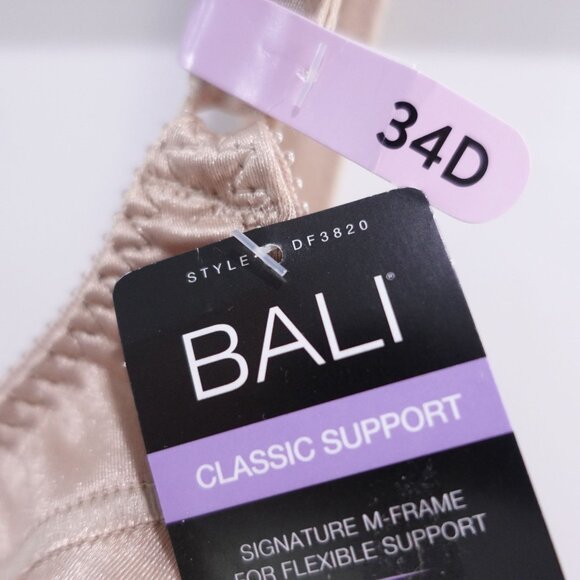 34D
STYLE DF3820
BALI®
CLASSIC SUPPORT
SIGNATURE M-FRAME
FOR FLEXIBLE SUPPORT